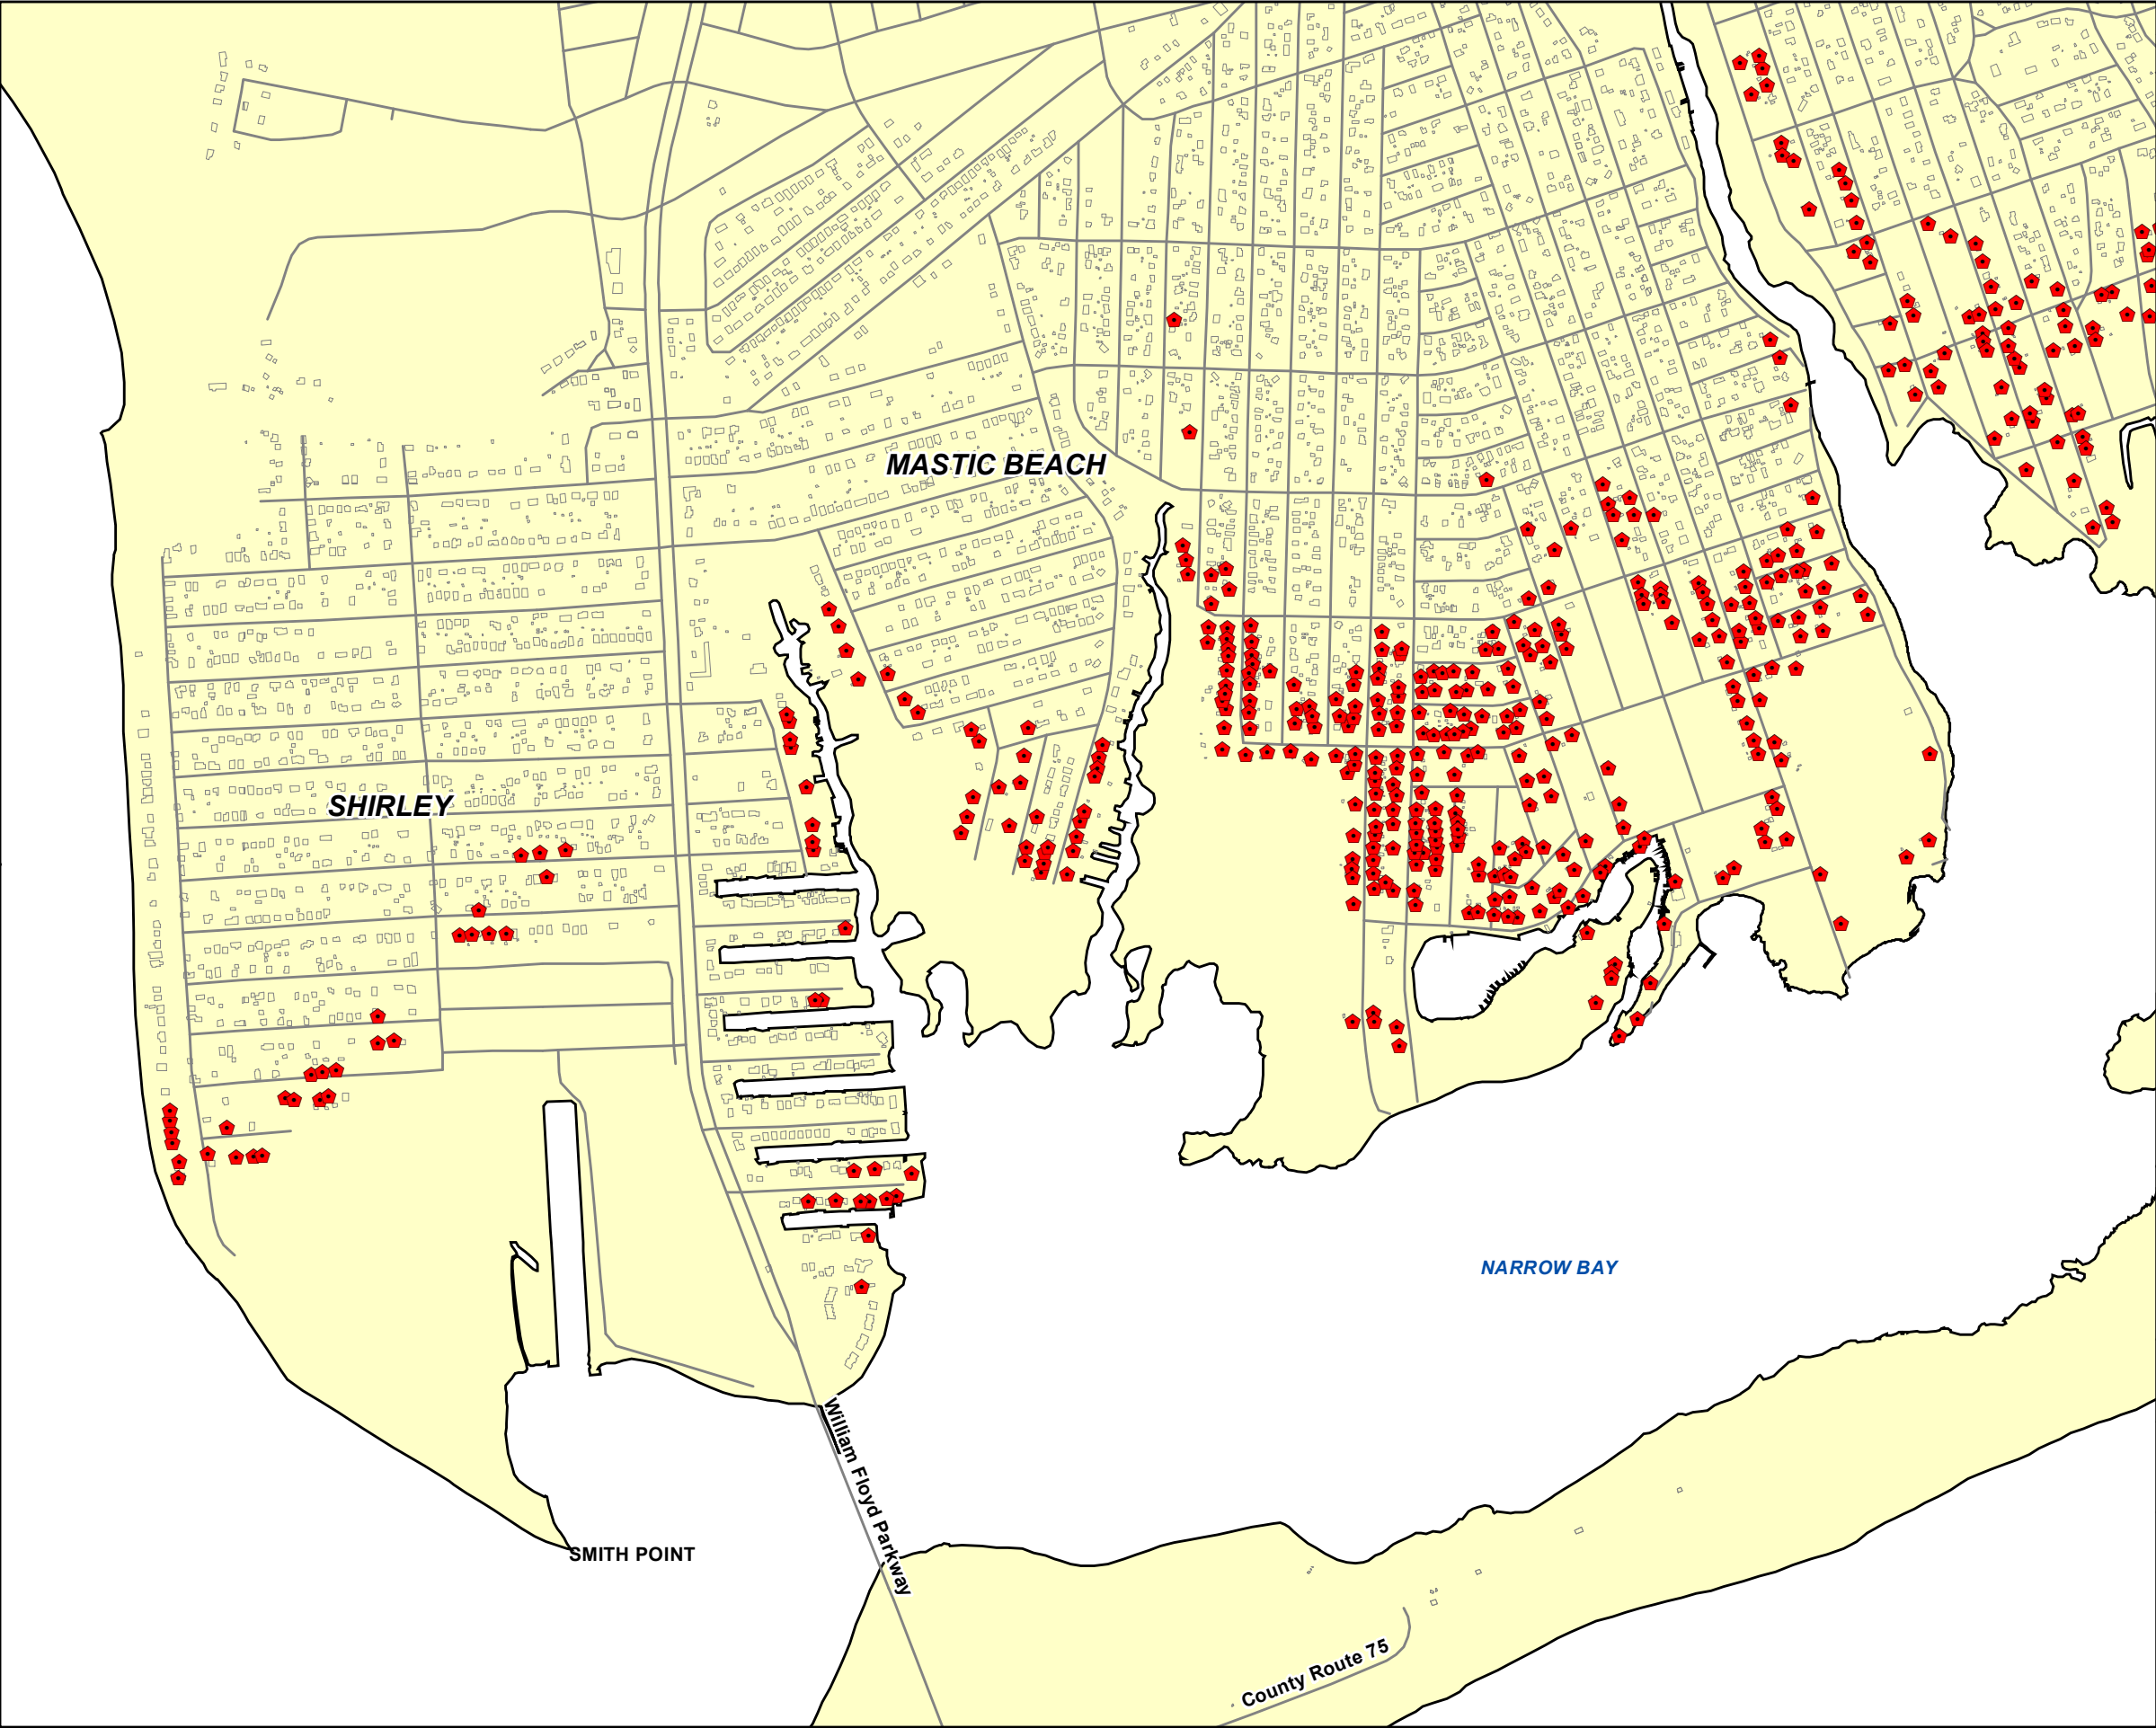 MASTIC BEACH
SHIRLEY
NARROW BAY
William Floyd Parkway
SMITH POINT
County Route 75